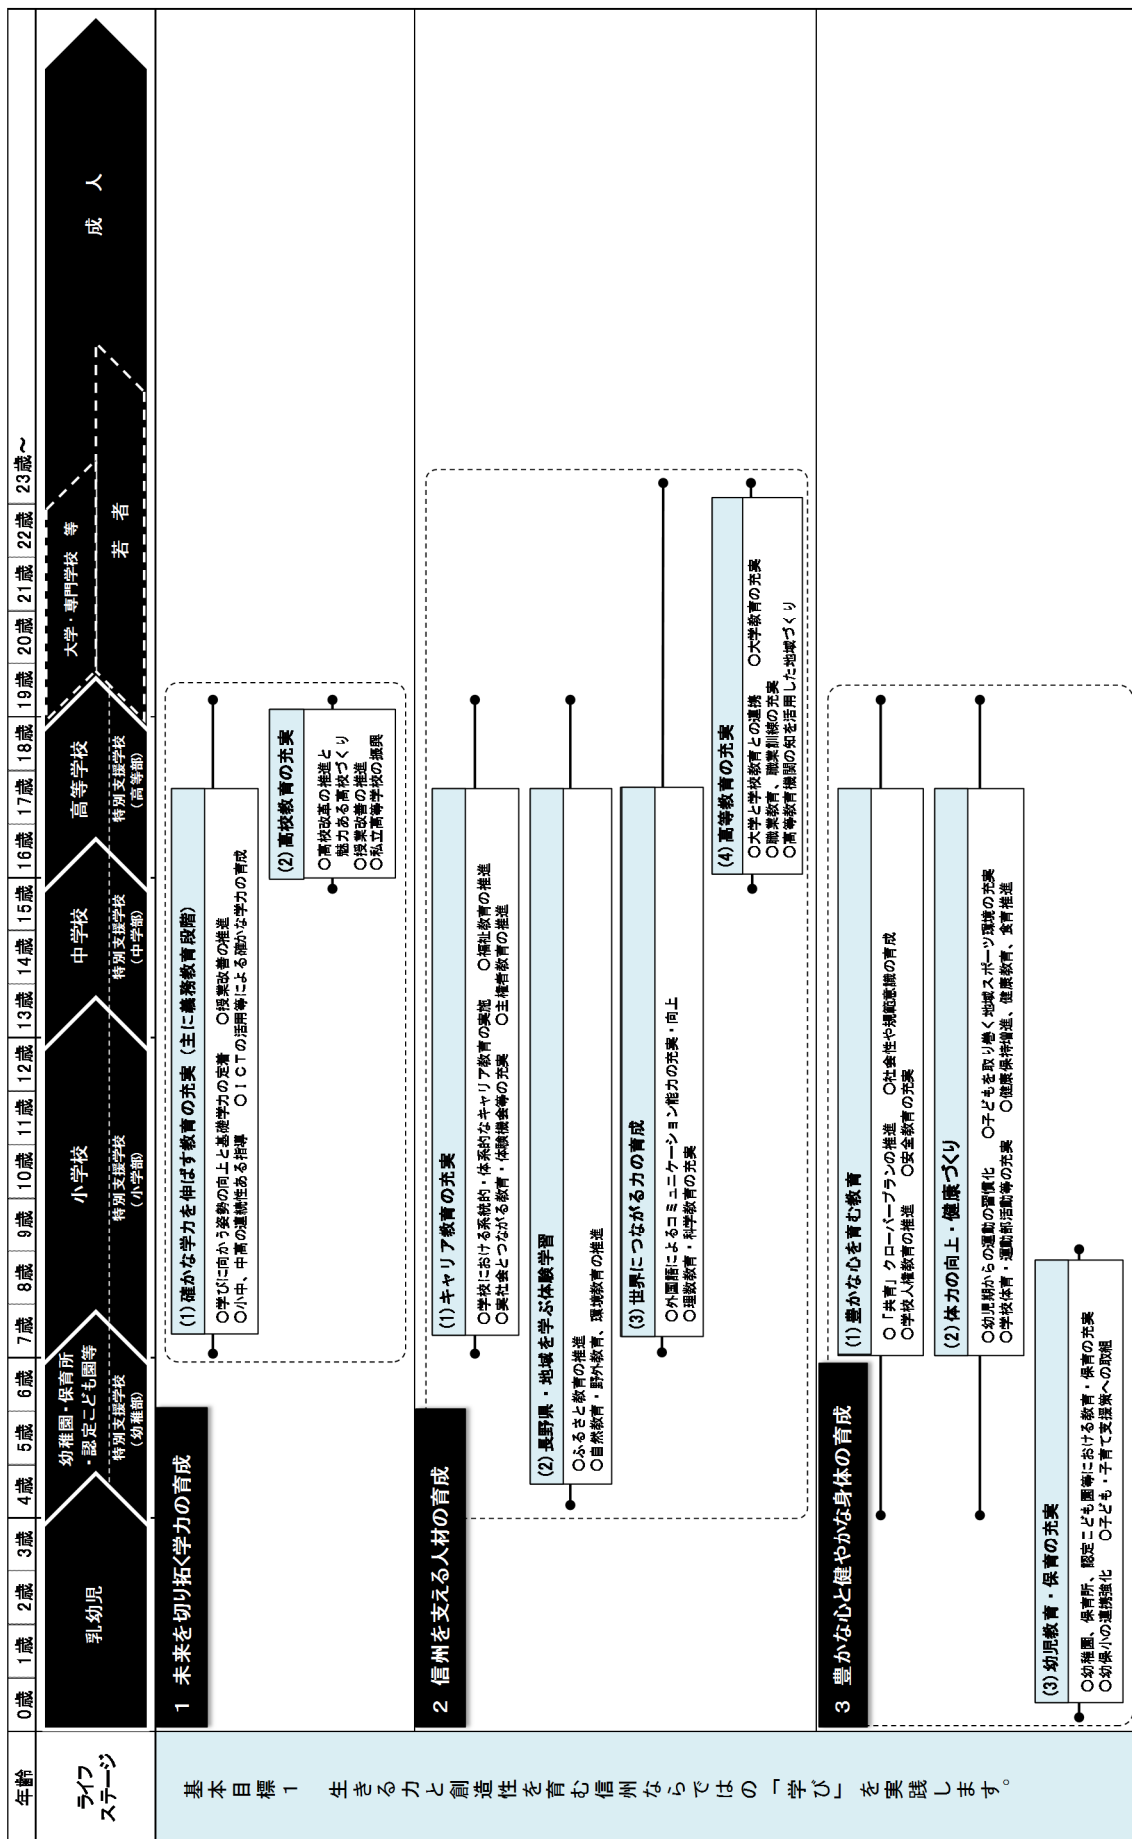 年齢
0歳
1歳
2歳
3歳
4歳
5歳
6歳
7歳
8歳
9歳
10歳
11歳
12歳
13歳
14歳
15歳
16歳
17歳
18歳
19歳
20歳
21歳
22歳
23歳～
ライフ
ステージ
乳幼児
幼稚園・保育所
・認定こども園等
特別支援学校
(幼稚部)
小学校
特別支援学校
(小学部)
中学校
特別支援学校
(中学部)
高等学校
特別支援学校
(高等部)
大学・専門学校 等
若 者
成 人
基本目標1 生きる力と創造性を育む信州ならではの「学び」を実践します。
1 未来を切り拓く学力の育成
(1)確かな学力を伸ばす教育の充実(主に義務教育段階)
○学びに向かう姿勢の向上と基礎学力の定着 ○授業改善の推進
○小中、中高の連続性ある指導 ○ICTの活用等による確かな学力の育成
(2)高校教育の充実
○高校改革の推進と
魅力ある高校づくり
○授業改善の推進
○私立高等学校の振興
2 信州を支える人材の育成
(1)キャリア教育の充実
○学校における系統的・体系的なキャリア教育の実施 ○福祉教育の推進
○実社会とつながる教育・体験機会等の充実 ○主権者教育の推進
(2)長野県・地域を学ぶ体験学習
○ふるさと教育の推進
○自然教育・野外教育、環境教育の推進
(3)世界につながる力の育成
○外国語によるコミュニケーション能力の充実・向上
○理数教育・科学教育の充実
(4)高等教育の充実
○大学と学校教育との連携 ○大学教育の充実
○職業教育、職業訓練の充実
○高等教育機関の知を活用した地域づくり
3 豊かな心と健やかな身体の育成
(1)豊かな心を育む教育
○「共育」クローバープランの推進 ○社会性や規範意識の育成
○学校人権教育の推進 ○安全教育の充実
(2)体力の向上・健康づくり
○幼児期からの運動の習慣化 ○子どもを取り巻く地域スポーツ環境の充実
○学校体育・運動部活動等の充実 ○健康保持増進、健康教育、食育推進
(3)幼児教育・保育の充実
○幼稚園、保育所、認定こども園等における教育・保育の充実
○幼保小の連携強化 ○子ども・子育て支援策への取組